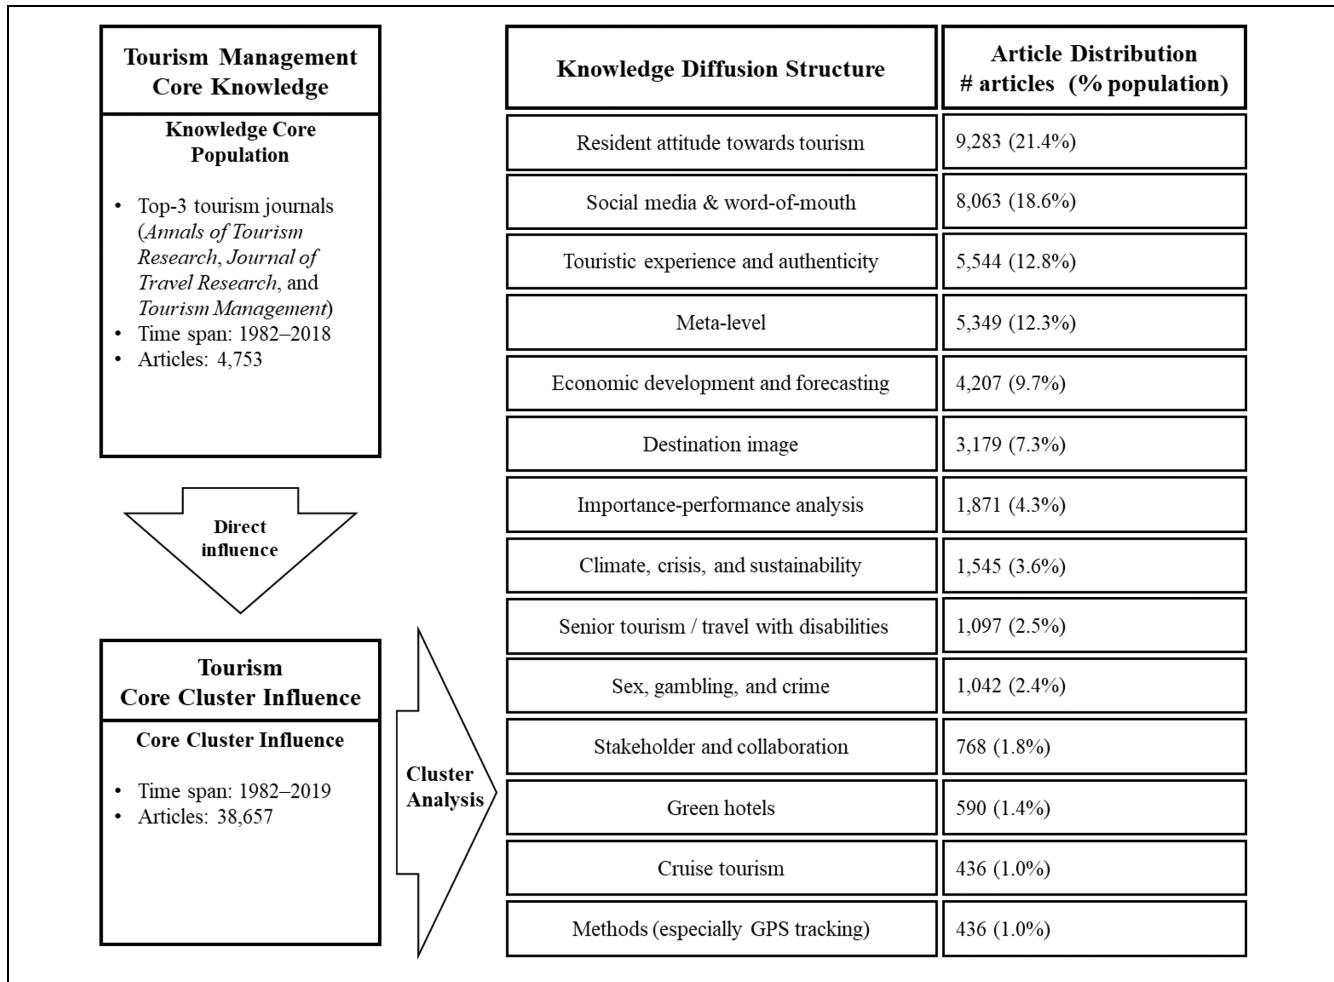 Tourism Management
Core Knowledge
Knowledge Core
Population
• Top-3 tourism journals
(Annals of Tourism
Research, Journal of
Travel Research, and
Tourism Management)
• Time span: 1982–2018
• Articles: 4,753
Direct
influence
Tourism
Core Cluster Influence
Core Cluster Influence
• Time span: 1982–2019
• Articles: 38,657
Cluster
Analysis
Knowledge Diffusion Structure
Article Distribution
# articles (% population)
Resident attitude towards tourism
9,283 (21.4%)
Social media & word-of-mouth
8,063 (18.6%)
Touristic experience and authenticity
5,544 (12.8%)
Meta-level
5,349 (12.3%)
Economic development and forecasting
4,207 (9.7%)
Destination image
3,179 (7.3%)
Importance-performance analysis
1,871 (4.3%)
Climate, crisis, and sustainability
1,545 (3.6%)
Senior tourism / travel with disabilities
1,097 (2.5%)
Sex, gambling, and crime
1,042 (2.4%)
Stakeholder and collaboration
768 (1.8%)
Green hotels
590 (1.4%)
Cruise tourism
436 (1.0%)
Methods (especially GPS tracking)
436 (1.0%)